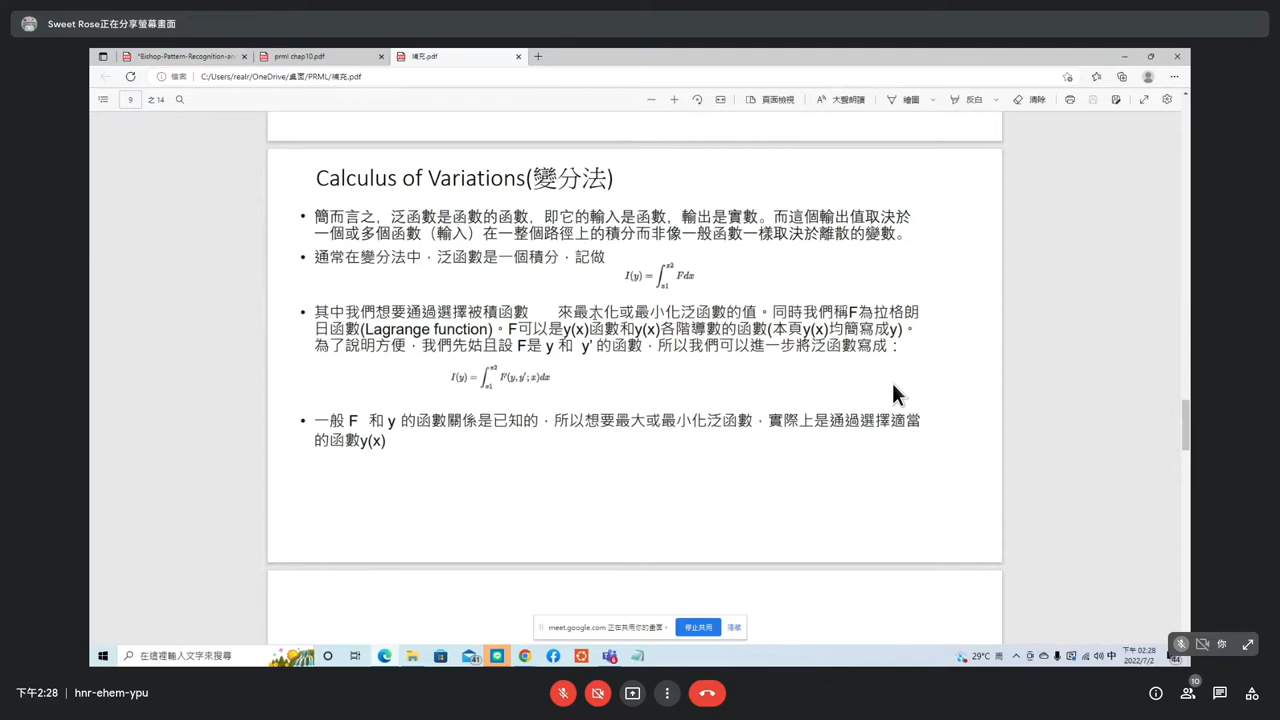 Sweet Rose正在分享螢幕畫面
*Bishop-Pattern-Recognition-an
prml chap10.pdf
補充.pdf
檔案
C:/Users/realr/OneDrive/桌面/PRML/補充.pdf
9
之 14
頁面檢視
大聲朗讀
繪圖
反白
清除
Calculus of Variations(變分法)
• 簡而言之，泛函數是函數的函數，即它的輸入是函數，輸出是實數。而這個輸出值取決於
一個或多個函數（輸入）在一整個路徑上的積分而非像一般函數一樣取決於離散的變數。
• 通常在變分法中，泛函數是一個積分，記做
I(y) = ∫_{x1}^{x2} Fdx
• 其中我們想要通過選擇被積函數 來最大化或最小化泛函數的值。同時我們稱F為拉格朗
日函數(Lagrange function)。F可以是y(x)函數和y(x)各階導數的函數(本頁y(x)均簡寫成y)。
為了說明方便，我們先姑且設 F是 y 和 y' 的函數，所以我們可以進一步將泛函數寫成：
I(y) = ∫_{x1}^{x2} F(y, y'; x)dx
• 一般 F 和 y 的函數關係是已知的，所以想要最大或最小化泛函數，實際上是通過選擇適當
的函數y(x)
meet.google.com 正在共用你的畫面。
停止共用
隱藏
你
在這裡輸入文字來搜尋
41
29°C 雨
中
下午 02:28
2022/7/2
44
下午2:28
hnr-ehem-ypu
10